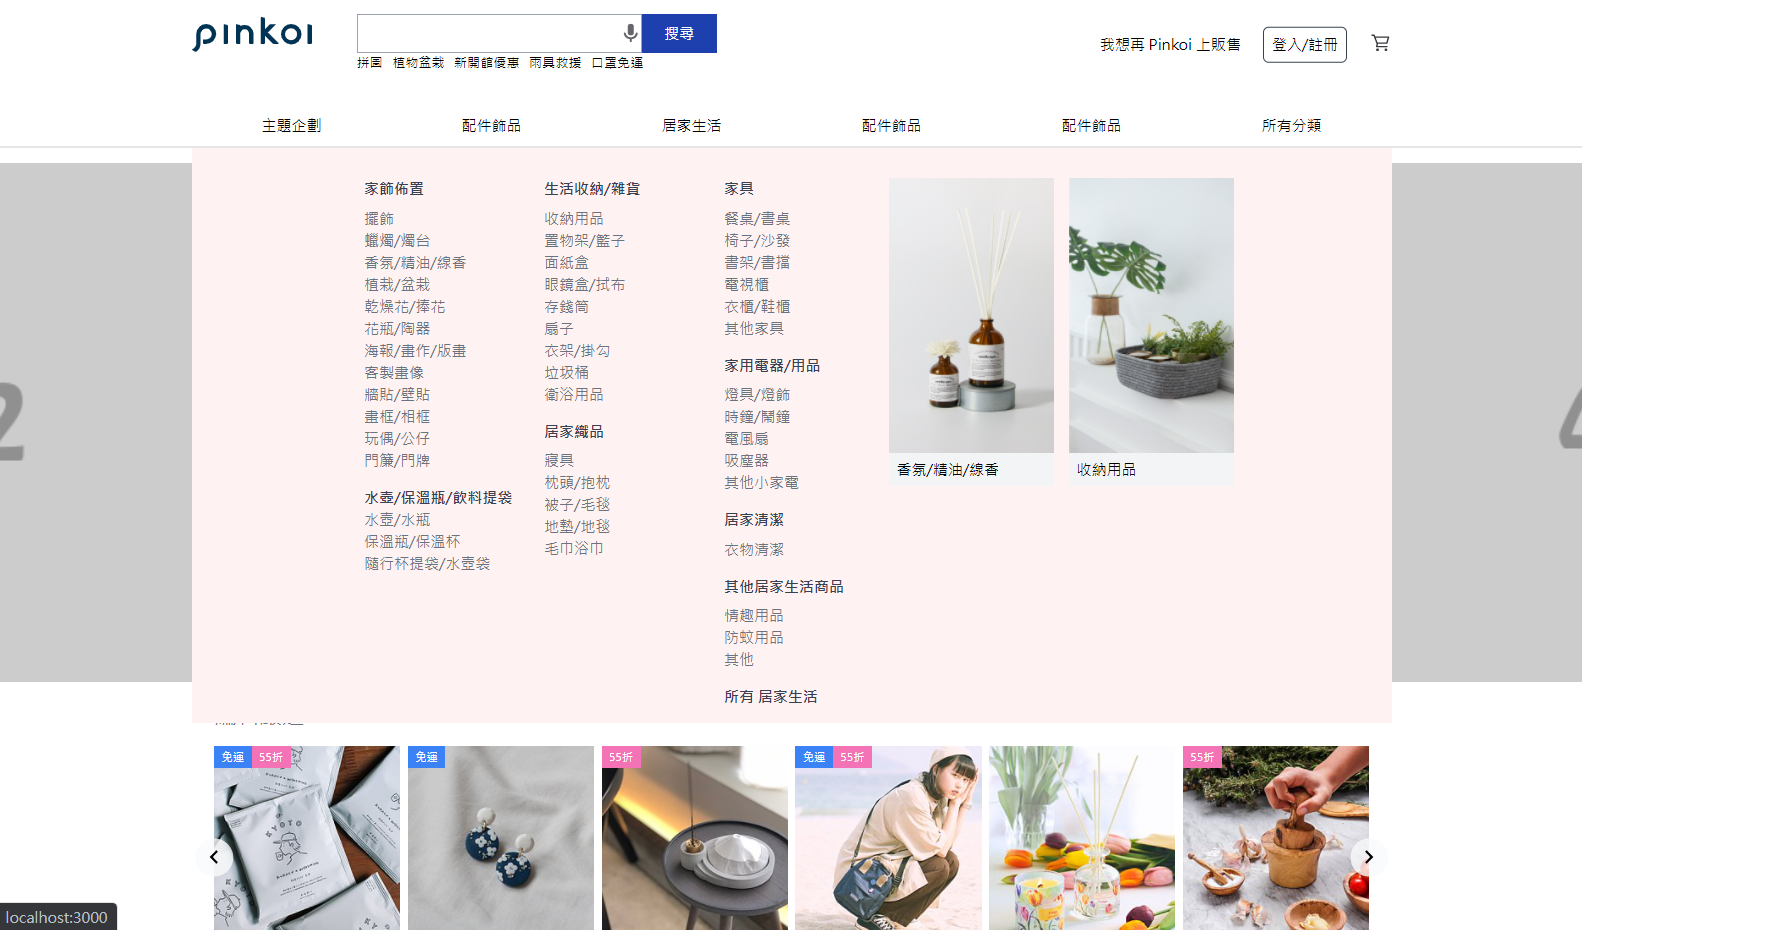 pinkoi
搜尋
拼圖 植物盆栽 新開館優惠 雨具救援 口罩免運
我想再 Pinkoi 上販售
登入/註冊
主題企劃 配件飾品 居家生活 配件飾品 配件飾品 所有分類
家飾佈置
擺飾
蠟燭/燭台
香氛/精油/線香
植栽/盆栽
乾燥花/捧花
花瓶/陶器
海報/畫作/版畫
客製畫像
牆貼/壁貼
畫框/相框
玩偶/公仔
門簾/門牌
水壺/保溫瓶/飲料提袋
水壺/水瓶
保溫瓶/保溫杯
隨行杯提袋/水壺袋
生活收納/雜貨
收納用品
置物架/籃子
面紙盒
眼鏡盒/拭布
存錢筒
扇子
衣架/掛勾
垃圾桶
衛浴用品
居家織品
寢具
枕頭/抱枕
被子/毛毯
地墊/地毯
毛巾浴巾
家具
餐桌/書桌
椅子/沙發
書架/書擋
電視櫃
衣櫃/鞋櫃
其他家具
家用電器/用品
燈具/燈飾
時鐘/鬧鐘
電風扇
吸塵器
其他小家電
居家清潔
衣物清潔
其他居家生活商品
情趣用品
防蚊用品
其他
所有 居家生活
香氛/精油/線香
收納用品
2
免運 55折
免運
55折
免運 55折
55折
KYOTO
localhost:3000